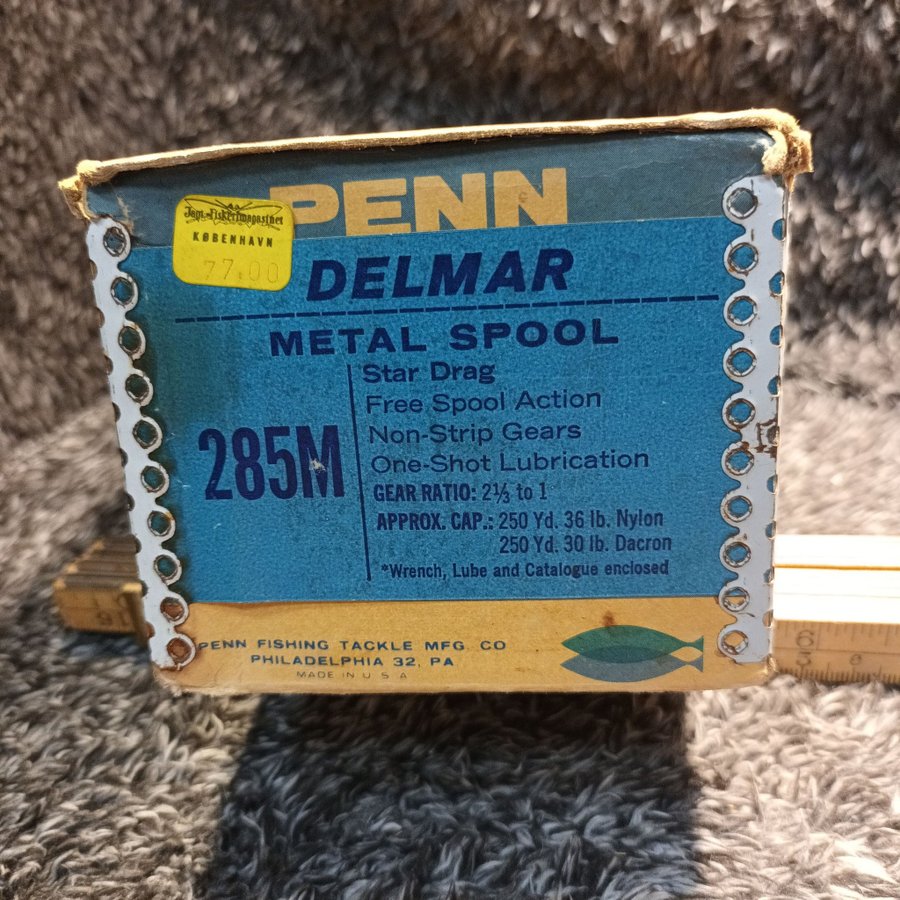 PENN
Jagt-Fiskerimagasinet
KØBENHAVN
77.00
DELMAR
METAL SPOOL
285M
Star Drag
Free Spool Action
Non-Strip Gears
One-Shot Lubrication
GEAR RATIO: 2⅓ to 1
APPROX. CAP.: 250 Yd. 36 lb. Nylon
250 Yd. 30 lb. Dacron
*Wrench, Lube and Catalogue enclosed
PENN FISHING TACKLE MFG CO
PHILADELPHIA 32, PA
MADE IN U S A